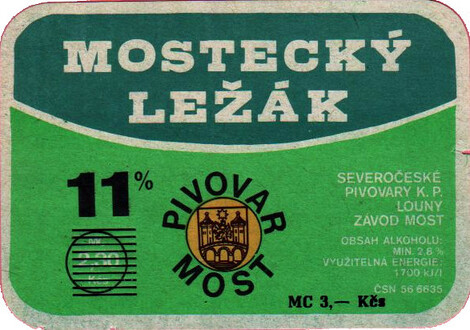 MOSTECKÝ
LEŽÁK
11%
PIVOVAR
MOST
SEVEROČESKÉ
PIVOVARY K. P.
LOUNY
ZÁVOD MOST
OBSAH ALKOHOLU:
MIN. 2,8 %
VYUŽITELNÁ ENERGIE:
1700 kJ/l
ČSN 56 6635
Kčs
MC 3,— Kčs